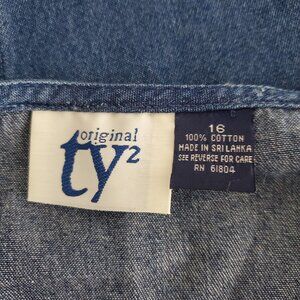 original
ty2
16
100% COTTON
MADE IN SRI LANKA
SEE REVERSE FOR CARE
RN 61804